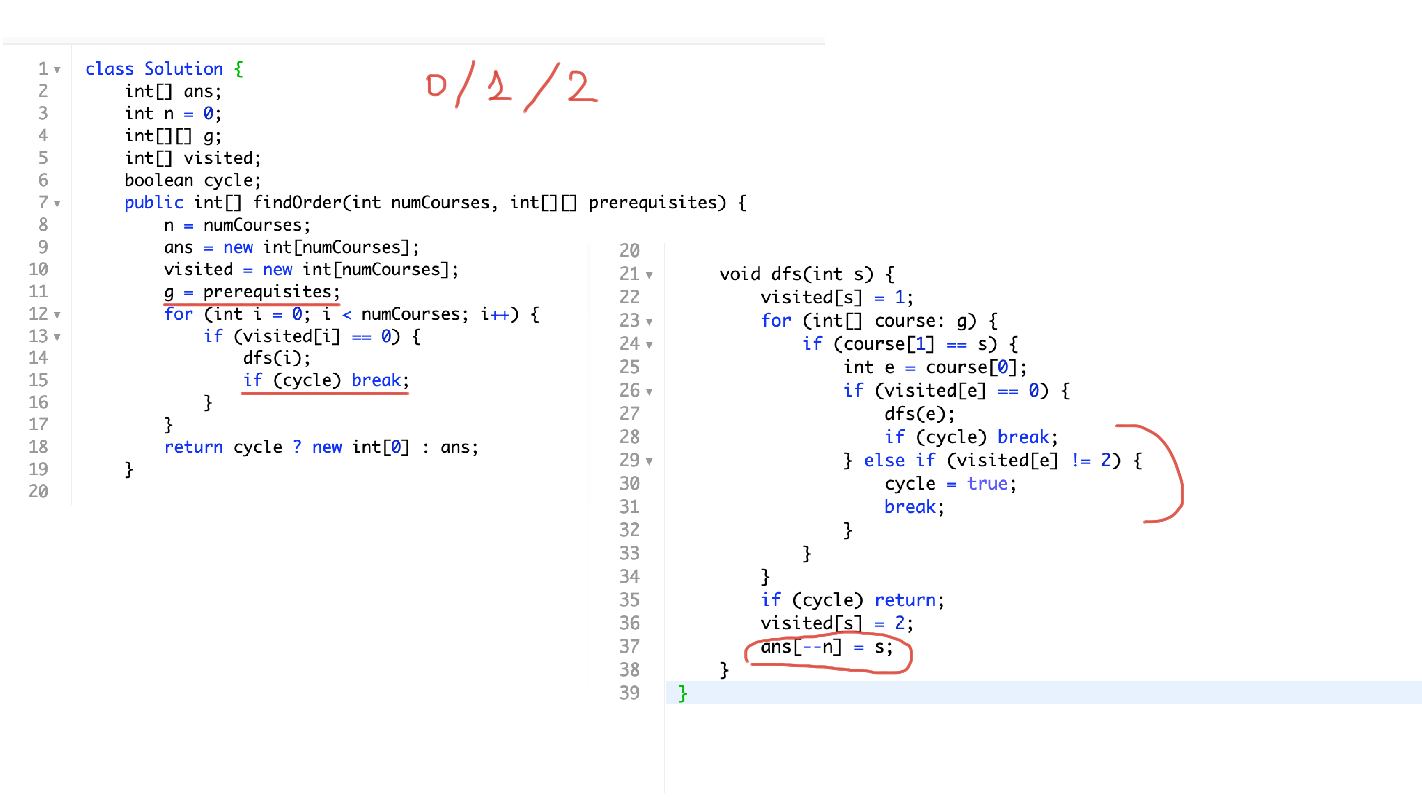 0/1/2
1 class Solution {
2 int[] ans;
3 int n = 0;
4 int[][] g;
5 int[] visited;
6 boolean cycle;
7 public int[] findOrder(int numCourses, int[][] prerequisites) {
8 n = numCourses;
9 ans = new int[numCourses];
10 visited = new int[numCourses];
11 g = prerequisites;
12 for (int i = 0; i < numCourses; i++) {
13 if (visited[i] == 0) {
14 dfs(i);
15 if (cycle) break;
16 }
17 }
18 return cycle ? new int[0] : ans;
19 }
20
20
21 void dfs(int s) {
22 visited[s] = 1;
23 for (int[] course: g) {
24 if (course[1] == s) {
25 int e = course[0];
26 if (visited[e] == 0) {
27 dfs(e);
28 if (cycle) break;
29 } else if (visited[e] != 2) {
30 cycle = true;
31 break;
32 }
33 }
34 }
35 if (cycle) return;
36 visited[s] = 2;
37 ans[--n] = s;
38 }
39 }